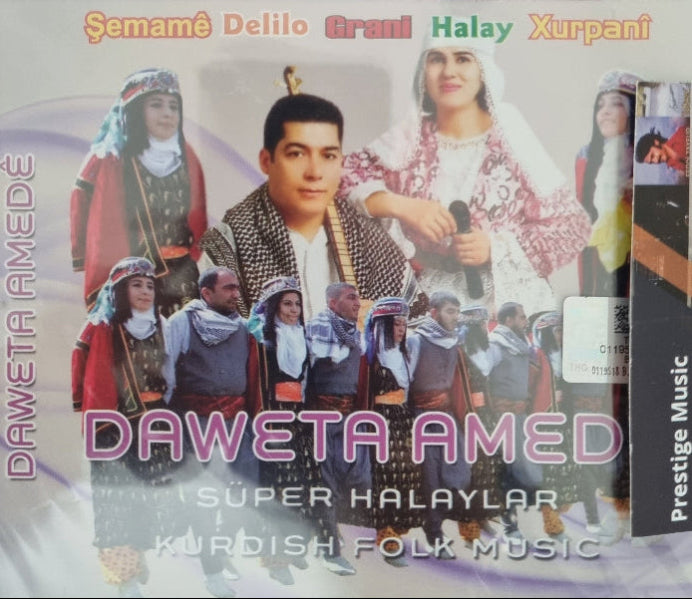 Şemamê Delilo Grani Halay Xurpanî
DAWETA AMEDÊ
DAWETA AMED
SÜPER HALAYLAR
KURDISH FOLK MUSIC
Prestige Music